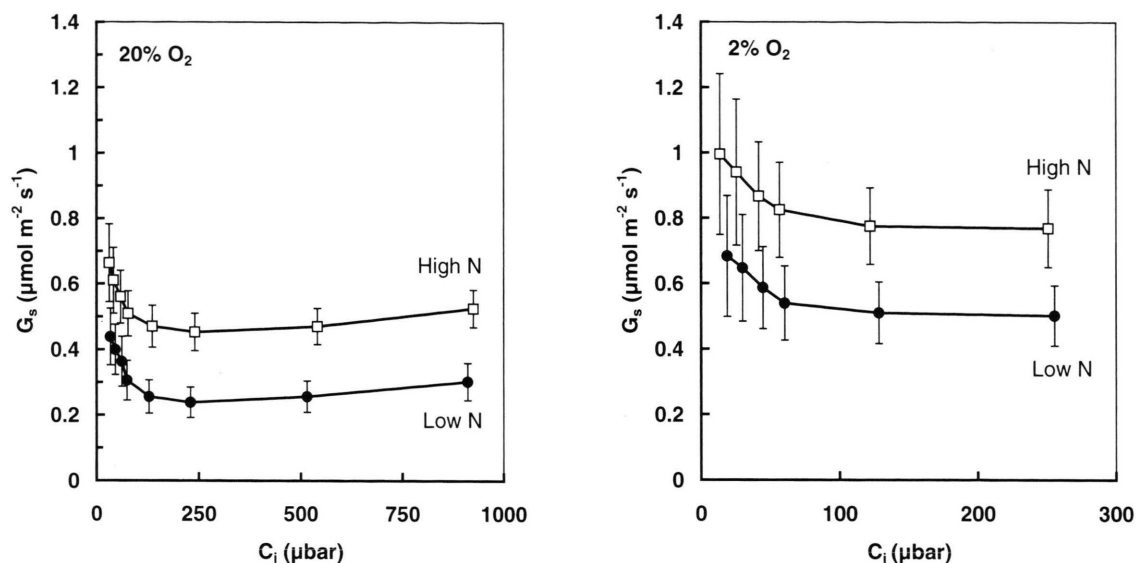 20% O₂
1.4
1.2
1
0.8
0.6
0.4
0.2
0
Gₛ (µmol m⁻² s⁻¹)
High N
Low N
0 250 500 750 1000
Cᵢ (µbar)
2% O₂
1.4
1.2
1
0.8
0.6
0.4
0.2
0
Gₛ (µmol m⁻² s⁻¹)
High N
Low N
0 100 200 300
Cᵢ (µbar)